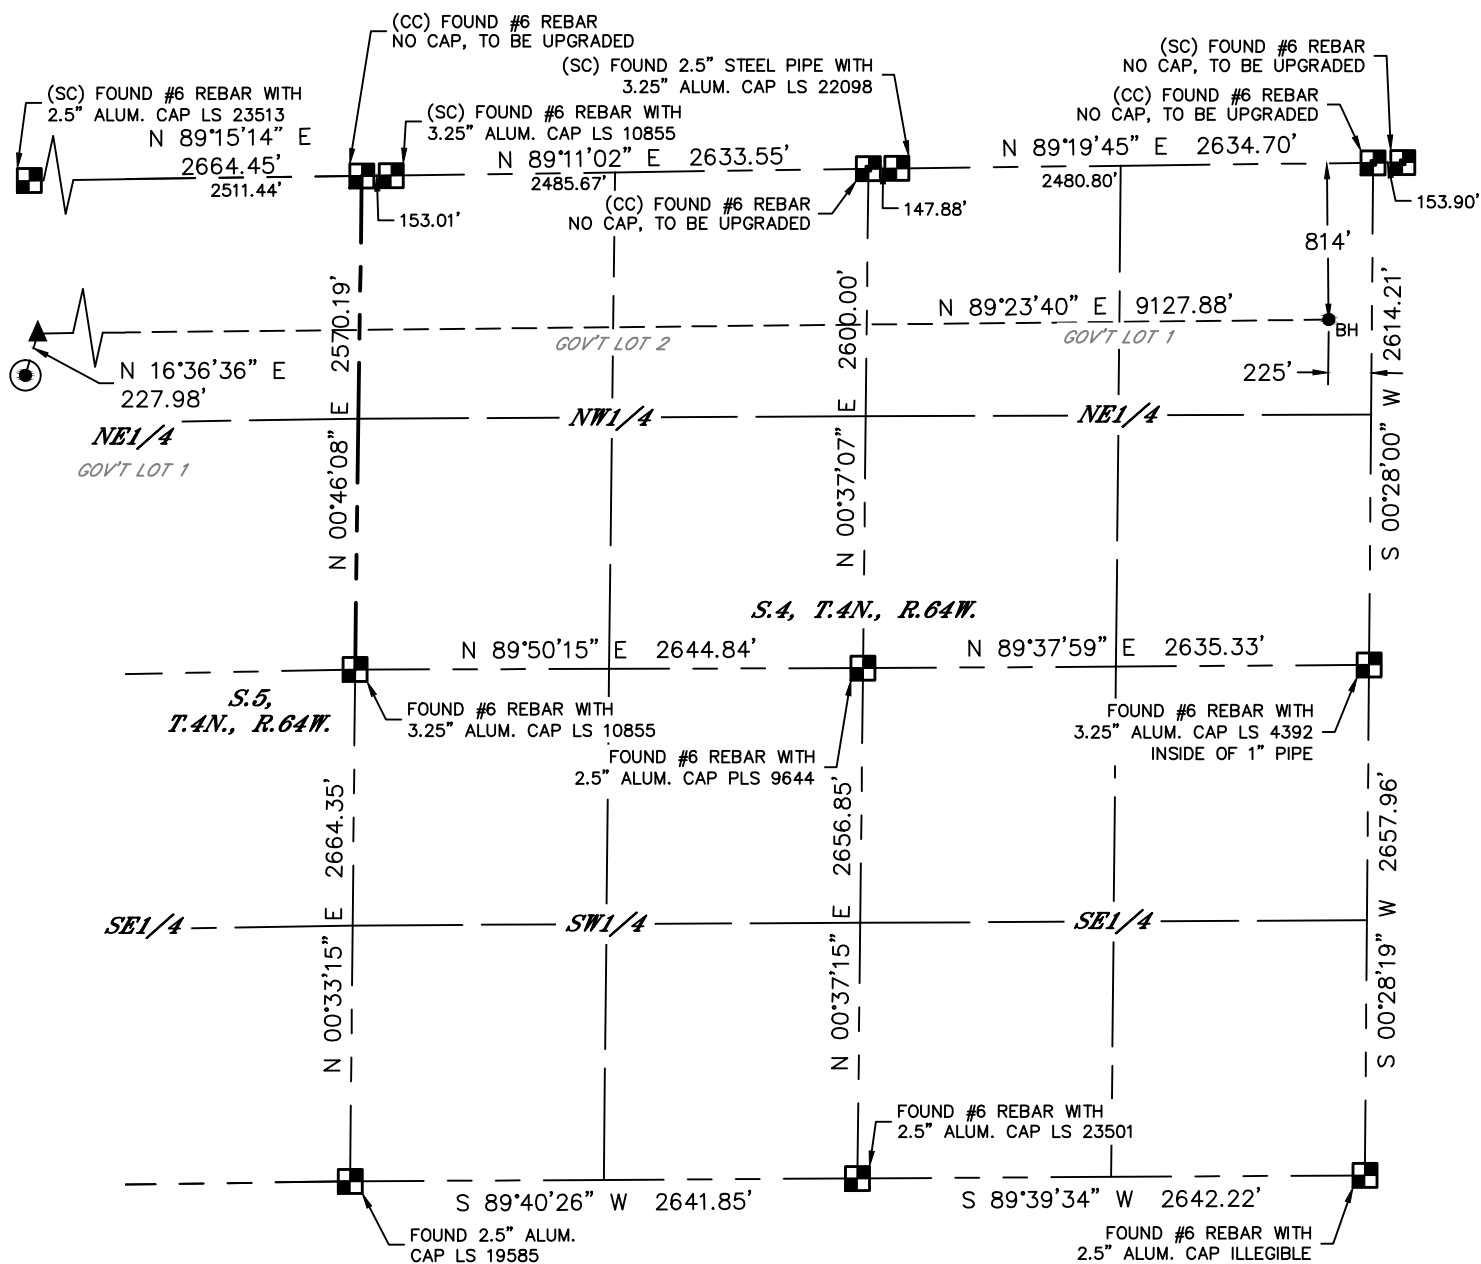 (CC) FOUND #6 REBAR
NO CAP, TO BE UPGRADED
(SC) FOUND 2.5" STEEL PIPE WITH
3.25" ALUM. CAP LS 22098
(SC) FOUND #6 REBAR
NO CAP, TO BE UPGRADED
(CC) FOUND #6 REBAR
NO CAP, TO BE UPGRADED
(SC) FOUND #6 REBAR WITH
2.5" ALUM. CAP LS 23513
(SC) FOUND #6 REBAR WITH
3.25" ALUM. CAP LS 10855
N 89°15'14" E
2664.45'
2511.44'
N 89°11'02" E 2633.55'
2485.67'
N 89°19'45" E 2634.70'
2480.80'
153.01'
(CC) FOUND #6 REBAR
NO CAP, TO BE UPGRADED
147.88'
153.90'
814'
N 89°23'40" E 9127.88'
BH
GOV'T LOT 2
GOV'T LOT 1
225'
N 16°36'36" E
227.98'
N 00°46'08" E 2570.19'
N 00°37'07" E 2600.00'
S 00°28'00" W 2614.21'
NE1/4
GOV'T LOT 1
NW1/4
NE1/4
S.4, T.4N., R.64W.
N 89°50'15" E 2644.84'
N 89°37'59" E 2635.33'
S.5,
T.4N., R.64W.
FOUND #6 REBAR WITH
3.25" ALUM. CAP LS 10855
FOUND #6 REBAR WITH
2.5" ALUM. CAP PLS 9644
FOUND #6 REBAR WITH
3.25" ALUM. CAP LS 4392
INSIDE OF 1" PIPE
N 00°33'15" E 2664.35'
N 00°37'15" E 2656.85'
S 00°28'19" W 2657.96'
SE1/4
SW1/4
SE1/4
FOUND #6 REBAR WITH
2.5" ALUM. CAP LS 23501
S 89°40'26" W 2641.85'
S 89°39'34" W 2642.22'
FOUND 2.5" ALUM.
CAP LS 19585
FOUND #6 REBAR WITH
2.5" ALUM. CAP ILLEGIBLE